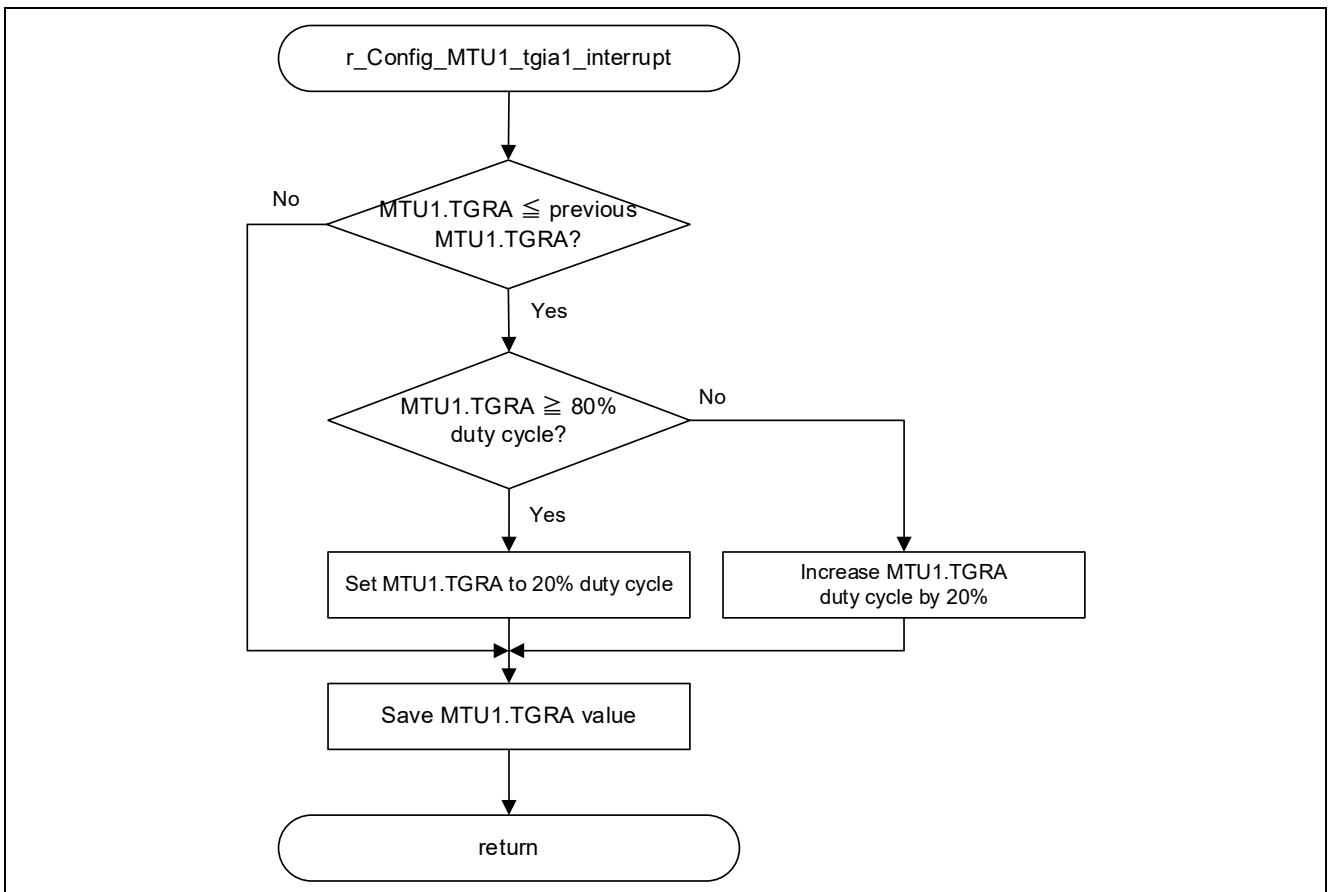 r_Config_MTU1_tgia1_interrupt
No
MTU1.TGRA ≦ previous
MTU1.TGRA?
Yes
MTU1.TGRA ≧ 80%
duty cycle?
No
Yes
Set MTU1.TGRA to 20% duty cycle
Increase MTU1.TGRA
duty cycle by 20%
Save MTU1.TGRA value
return